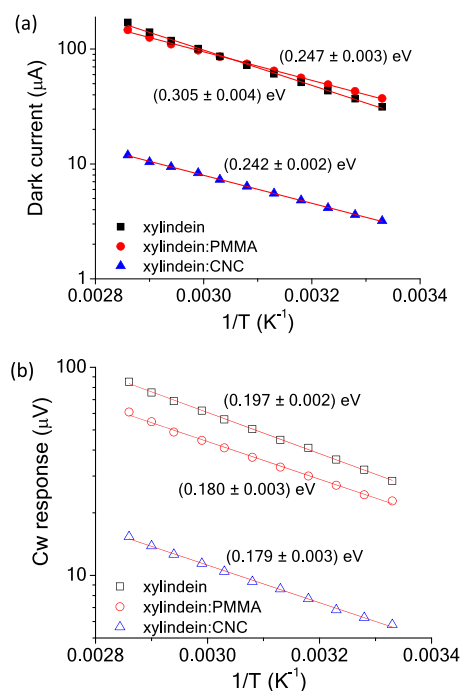 (a)
100
10
1
Dark current (μA)
(0.247 ± 0.003) eV
(0.305 ± 0.004) eV
(0.242 ± 0.002) eV
xylindein
xylindein:PMMA
xylindein:CNC
0.0028 0.0030 0.0032 0.0034
1/T (K⁻¹)
(b)
100
10
Cw response (μV)
(0.197 ± 0.002) eV
(0.180 ± 0.003) eV
(0.179 ± 0.003) eV
xylindein
xylindein:PMMA
xylindein:CNC
0.0028 0.0030 0.0032 0.0034
1/T (K⁻¹)